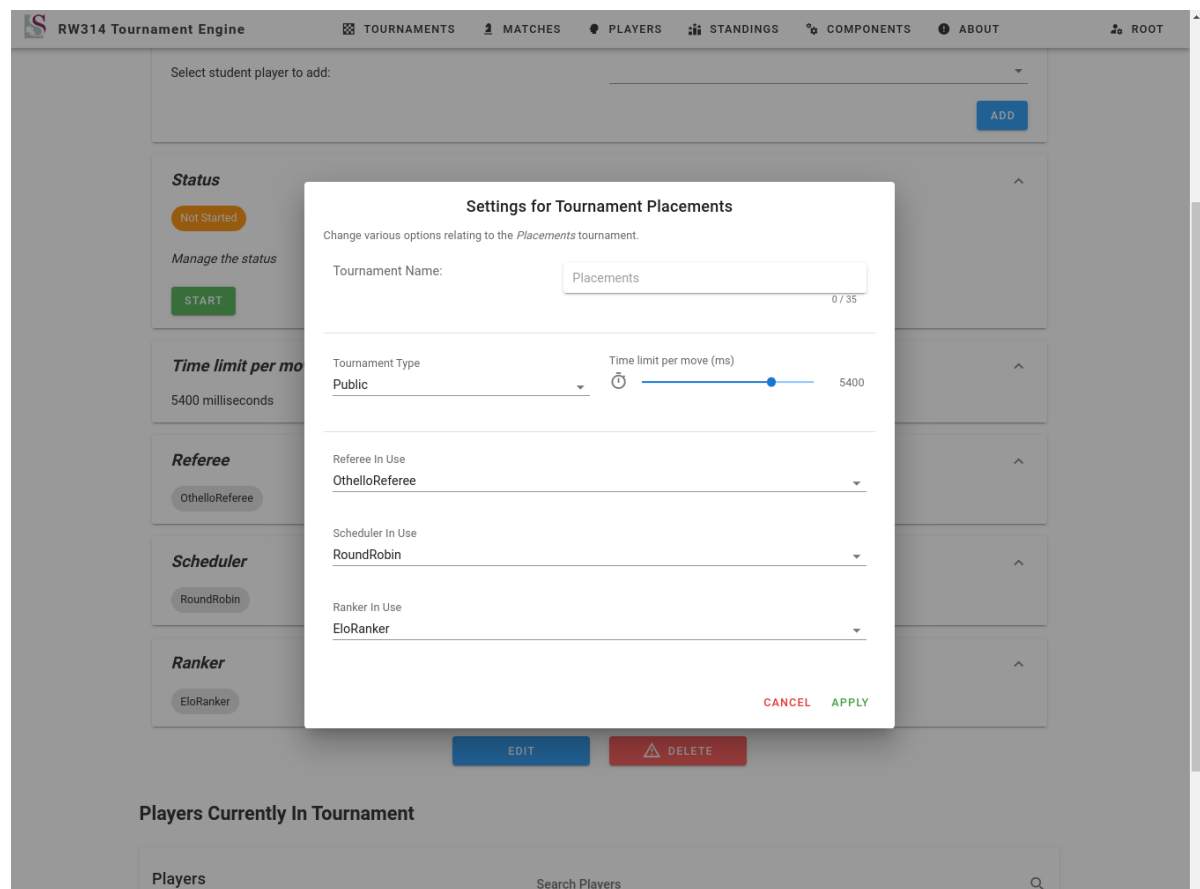 RW314 Tournament Engine TOURNAMENTS MATCHES PLAYERS STANDINGS COMPONENTS ABOUT ROOT
Select student player to add:
ADD
Status
Not Started
Manage the status
START
Time limit per mo
5400 milliseconds
Referee
OthelloReferee
Scheduler
RoundRobin
Ranker
EloRanker
Settings for Tournament Placements
Change various options relating to the Placements tournament.
Tournament Name: Placements
0 / 35
Tournament Type
Public
Time limit per move (ms)
5400
Referee In Use
OthelloReferee
Scheduler In Use
RoundRobin
Ranker In Use
EloRanker
CANCEL APPLY
EDIT DELETE
Players Currently In Tournament
Players Search Players